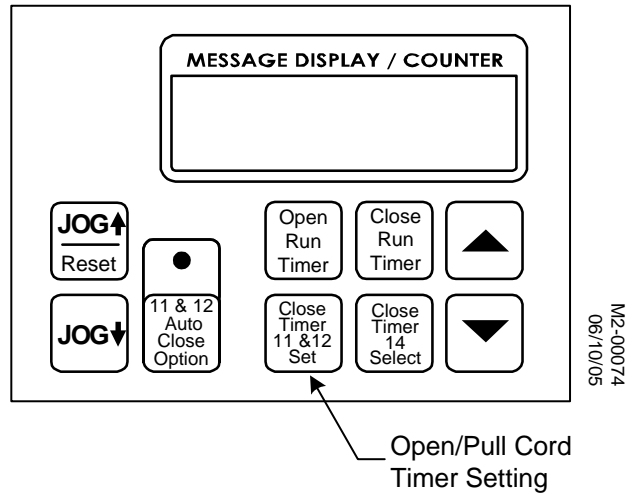 MESSAGE DISPLAY / COUNTER
JOG
Reset
Open
Run
Timer
Close
Run
Timer
JOG
11 & 12
Auto
Close
Option
Close
Timer
11 &12
Set
Close
Timer
14
Select
Open/Pull Cord
Timer Setting
M2-00074
06/10/05